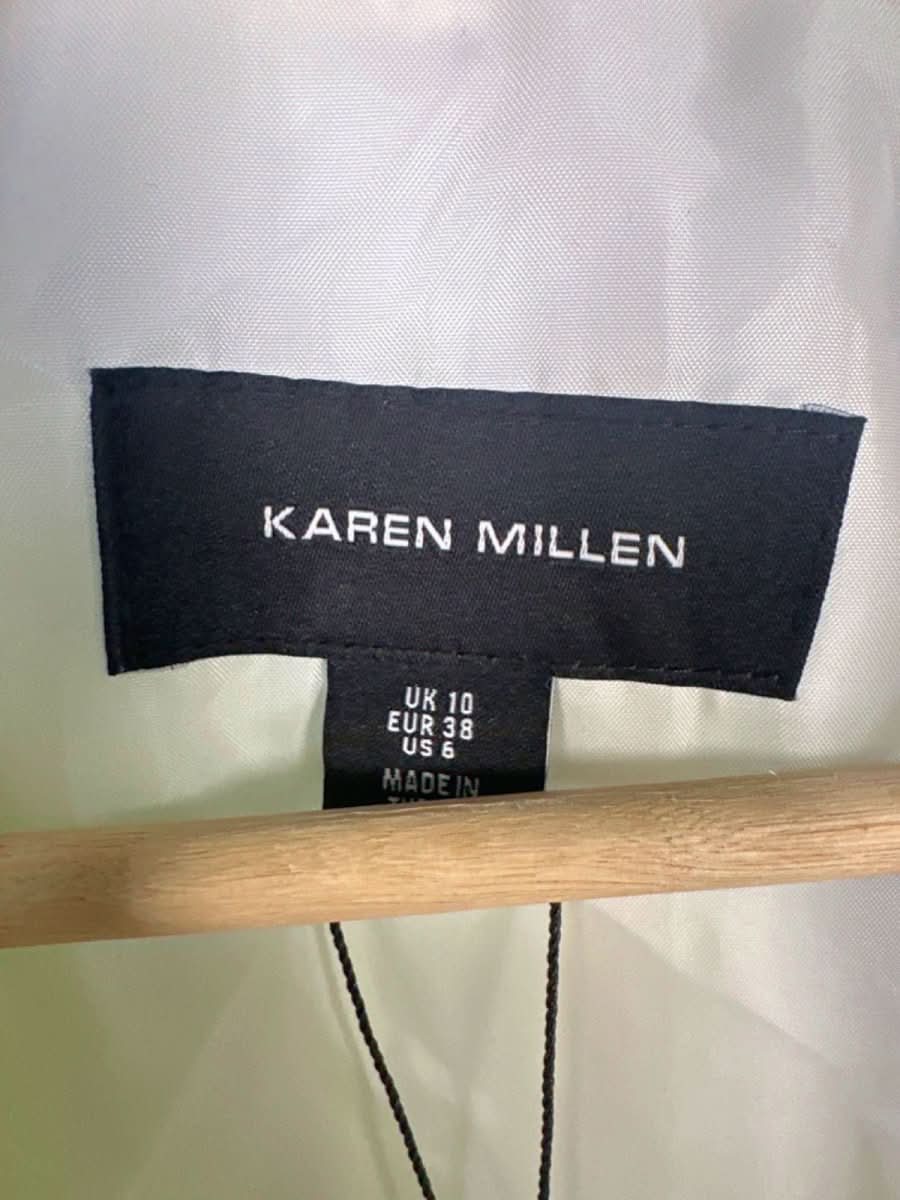 KAREN MILLEN
UK 10
EUR 38
US 6
MADE IN